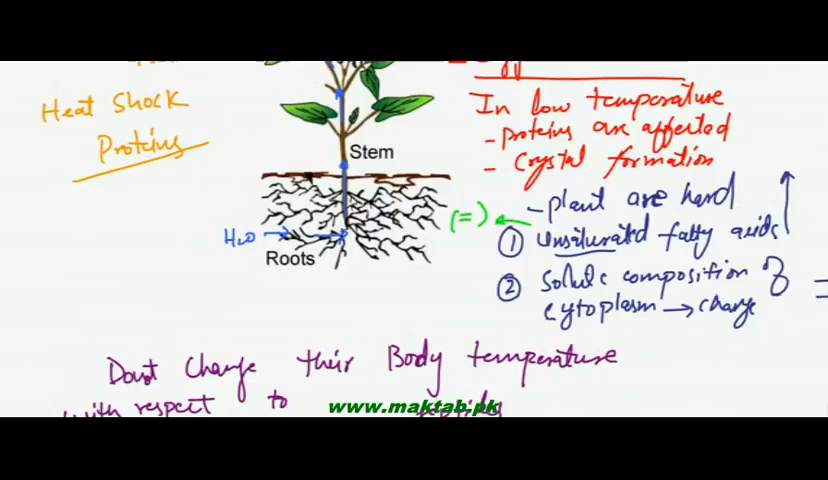 Heat Shock
Proteins
Stem
H2O
Roots
In low temperature
- proteins are affected
- Crystal formation
- plant are hard
(=)
① Unsaturated fatty acids
② Solute composition of
cytoplasm → change
Dont Change their Body temperature
with respect to
www.maktab.pk